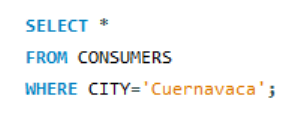 SELECT *
FROM CONSUMERS
WHERE CITY='Cuernavaca';